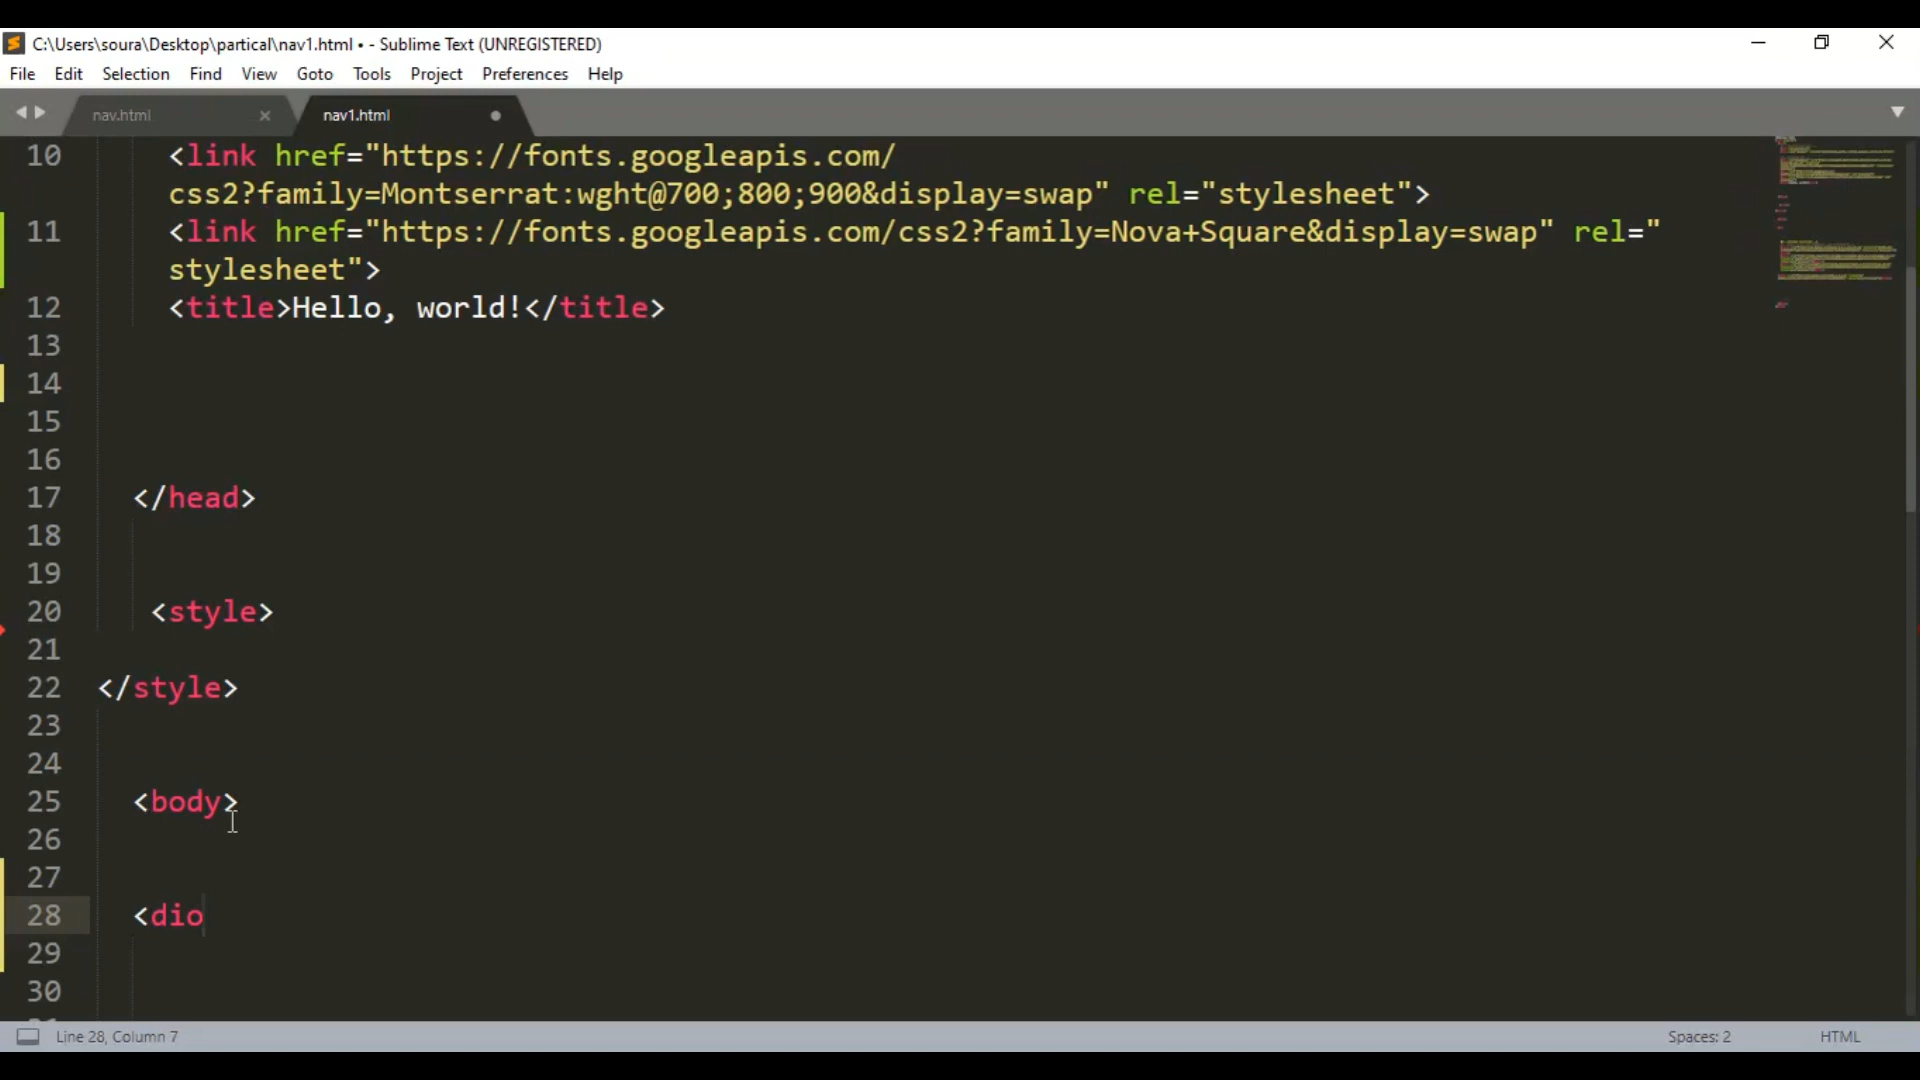 C:\Users\soura\Desktop\partical\nav1.html • - Sublime Text (UNREGISTERED)
File Edit Selection Find View Goto Tools Project Preferences Help
nav.html nav1.html
10 <link href="https://fonts.googleapis.com/
css2?family=Montserrat:wght@700;800;900&display=swap" rel="stylesheet">
11 <link href="https://fonts.googleapis.com/css2?family=Nova+Square&display=swap" rel="
stylesheet">
12 <title>Hello, world!</title>
13
14
15
16
17 </head>
18
19
20 <style>
21
22 </style>
23
24
25 <body>
26
27
28 <dio
29
30
Line 28, Column 7 Spaces: 2 HTML